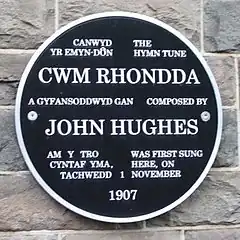 CANWYD THE
YR EMYN-DÔN HYMN TUNE
CWM RHONDDA
A GYFANSODDWYD GAN COMPOSED BY
JOHN HUGHES
AM Y TRO WAS FIRST SUNG
CYNTAF YMA, HERE, ON
TACHWEDD 1 NOVEMBER
1907